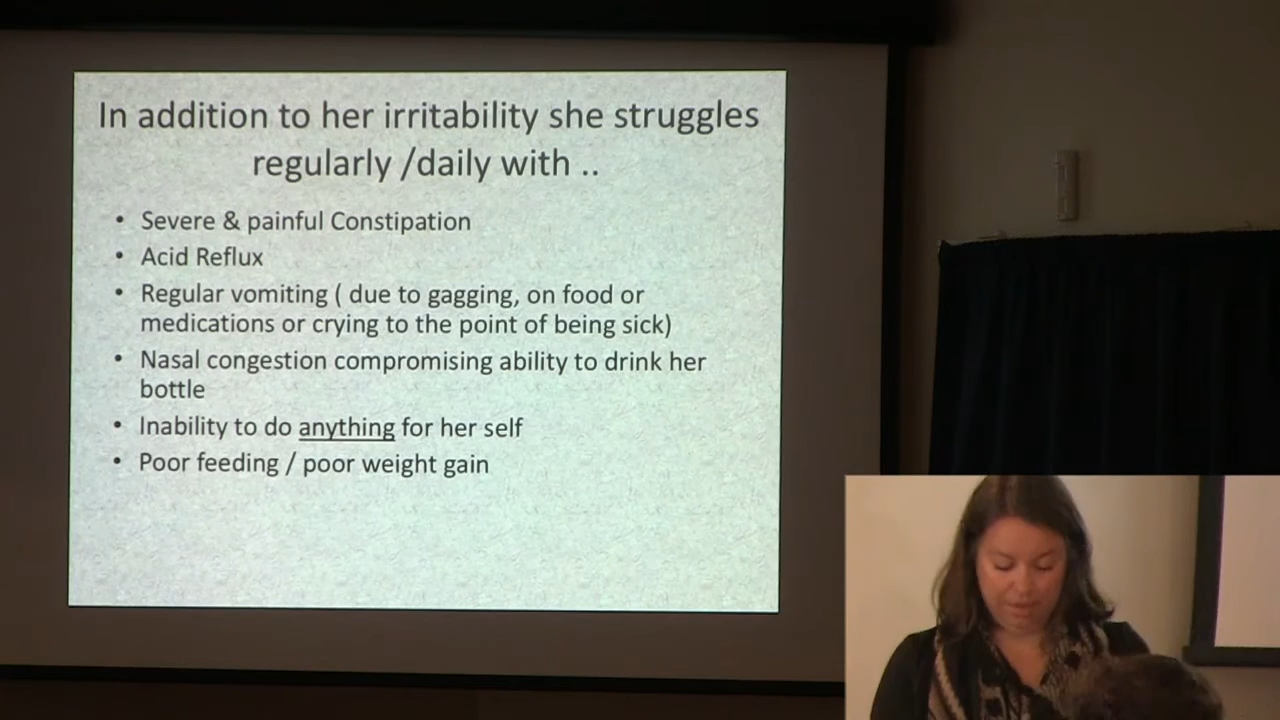 In addition to her irritability she struggles
regularly /daily with ..
• Severe & painful Constipation
• Acid Reflux
• Regular vomiting ( due to gagging, on food or
medications or crying to the point of being sick)
• Nasal congestion compromising ability to drink her
bottle
• Inability to do anything for her self
• Poor feeding / poor weight gain